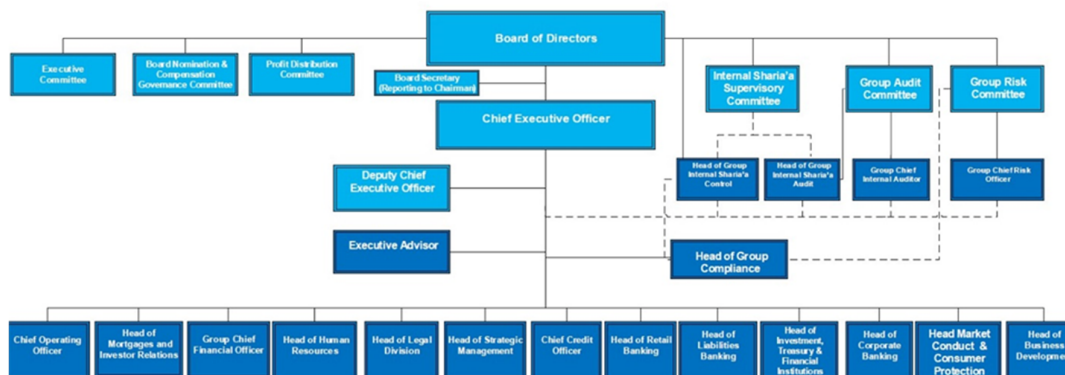 Board of Directors
Executive
Committee
Board Nomination &
Compensation
Governance Committee
Profit Distribution
Committee
Board Secretary
(Reporting to Chairman)
Internal Sharia'a
Supervisory
Committee
Group Audit
Committee
Group Risk
Committee
Chief Executive Officer
Deputy Chief
Executive Officer
Head of Group
Internal Sharia's
Control
Head of Group
Internal Sharia's
Audit
Group Chief
Internal Auditor
Group Chief Risk
Officer
Executive Advisor
Head of Group
Compliance
Chief Operating
Officer
Head of
Mortgages and
Investor Relations
Group Chief
Financial Officer
Head of Human
Resources
Head of Legal
Division
Head of Strategic
Management
Chief Credit
Officer
Head of Retail
Banking
Head of
Liabilities
Banking
Head of
Investment,
Treasury &
Financial
Institutions
Head of
Corporate
Banking
Head Market
Conduct &
Consumer
Protection
Head of
Business
Developme